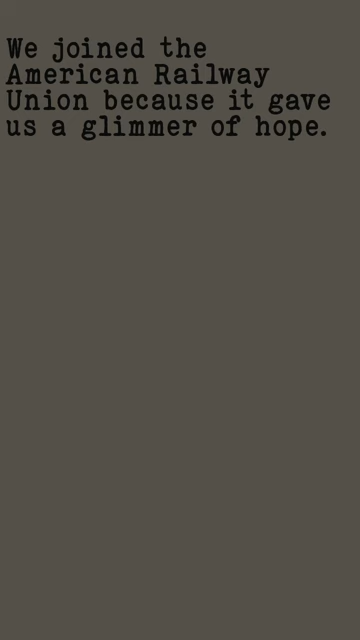 We joined the
American Railway
Union because it gave
us a glimmer of hope.